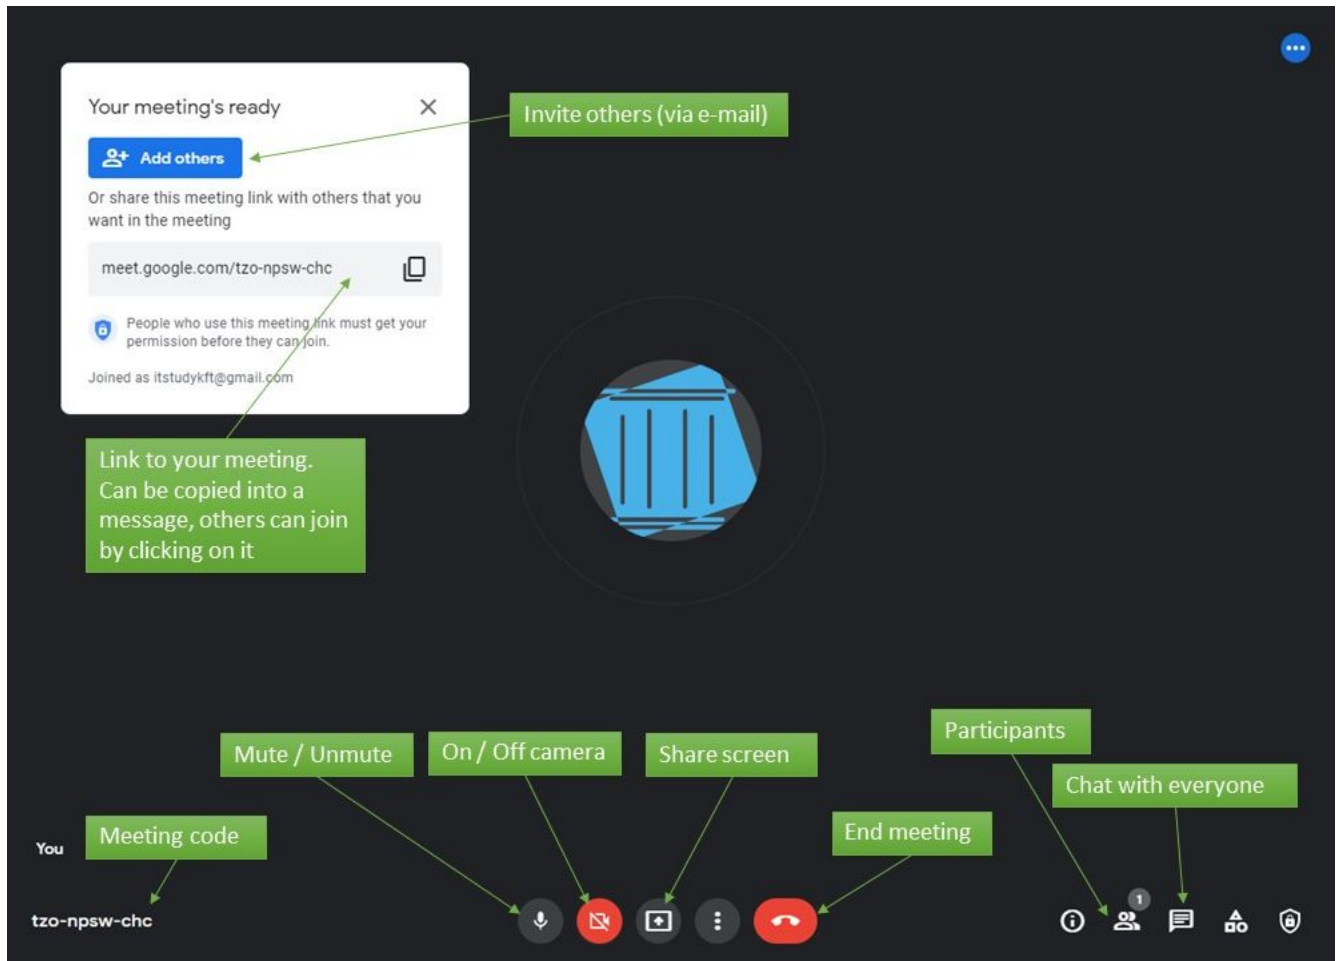 Your meeting's ready
Invite others (via e-mail)
Add others
Or share this meeting link with others that you
want in the meeting
meet.google.com/tzo-npsw-chc
People who use this meeting link must get your
permission before they can join.
Joined as itstudykft@gmail.com
Link to your meeting.
Can be copied into a
message, others can join
by clicking on it
Participants
Mute / Unmute
On / Off camera
Share screen
Chat with everyone
Meeting code
End meeting
You
1
tzo-npsw-chc